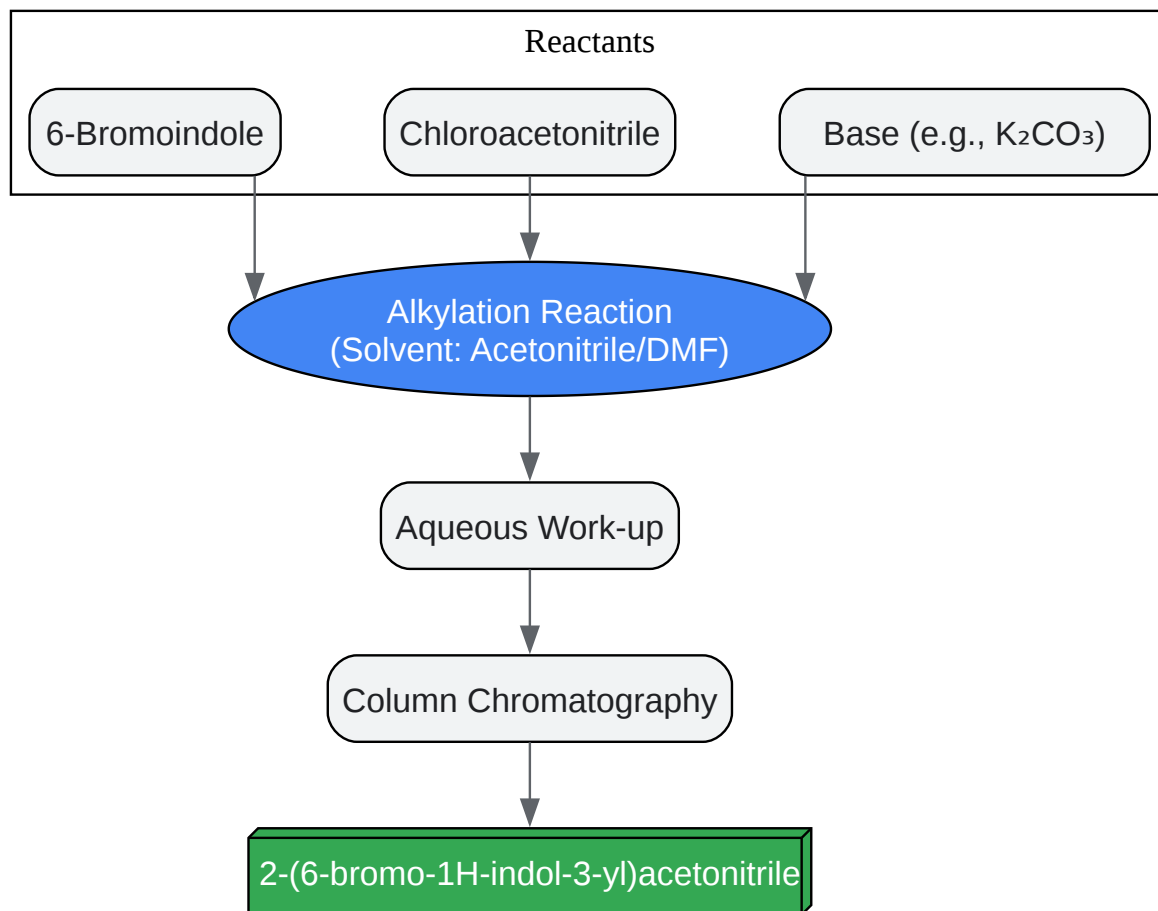 Reactants
6-Bromoindole
Chloroacetonitrile
Base (e.g., K₂CO₃)
Alkylation Reaction
(Solvent: Acetonitrile/DMF)
Aqueous Work-up
Column Chromatography
2-(6-bromo-1H-indol-3-yl)acetonitrile